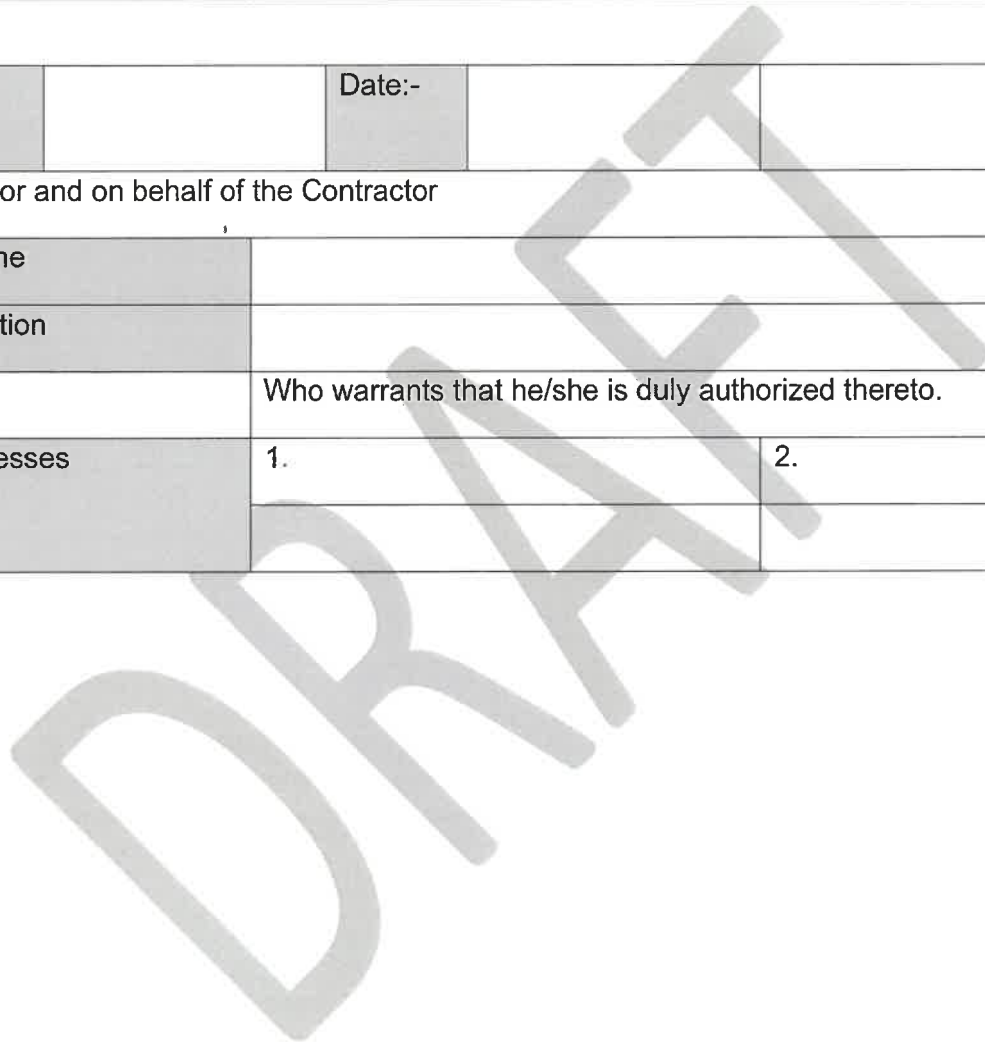 Date:-
or and on behalf of the Contractor
ne
tion
Who warrants that he/she is duly authorized thereto.
esses 1. 2.
DRAFT